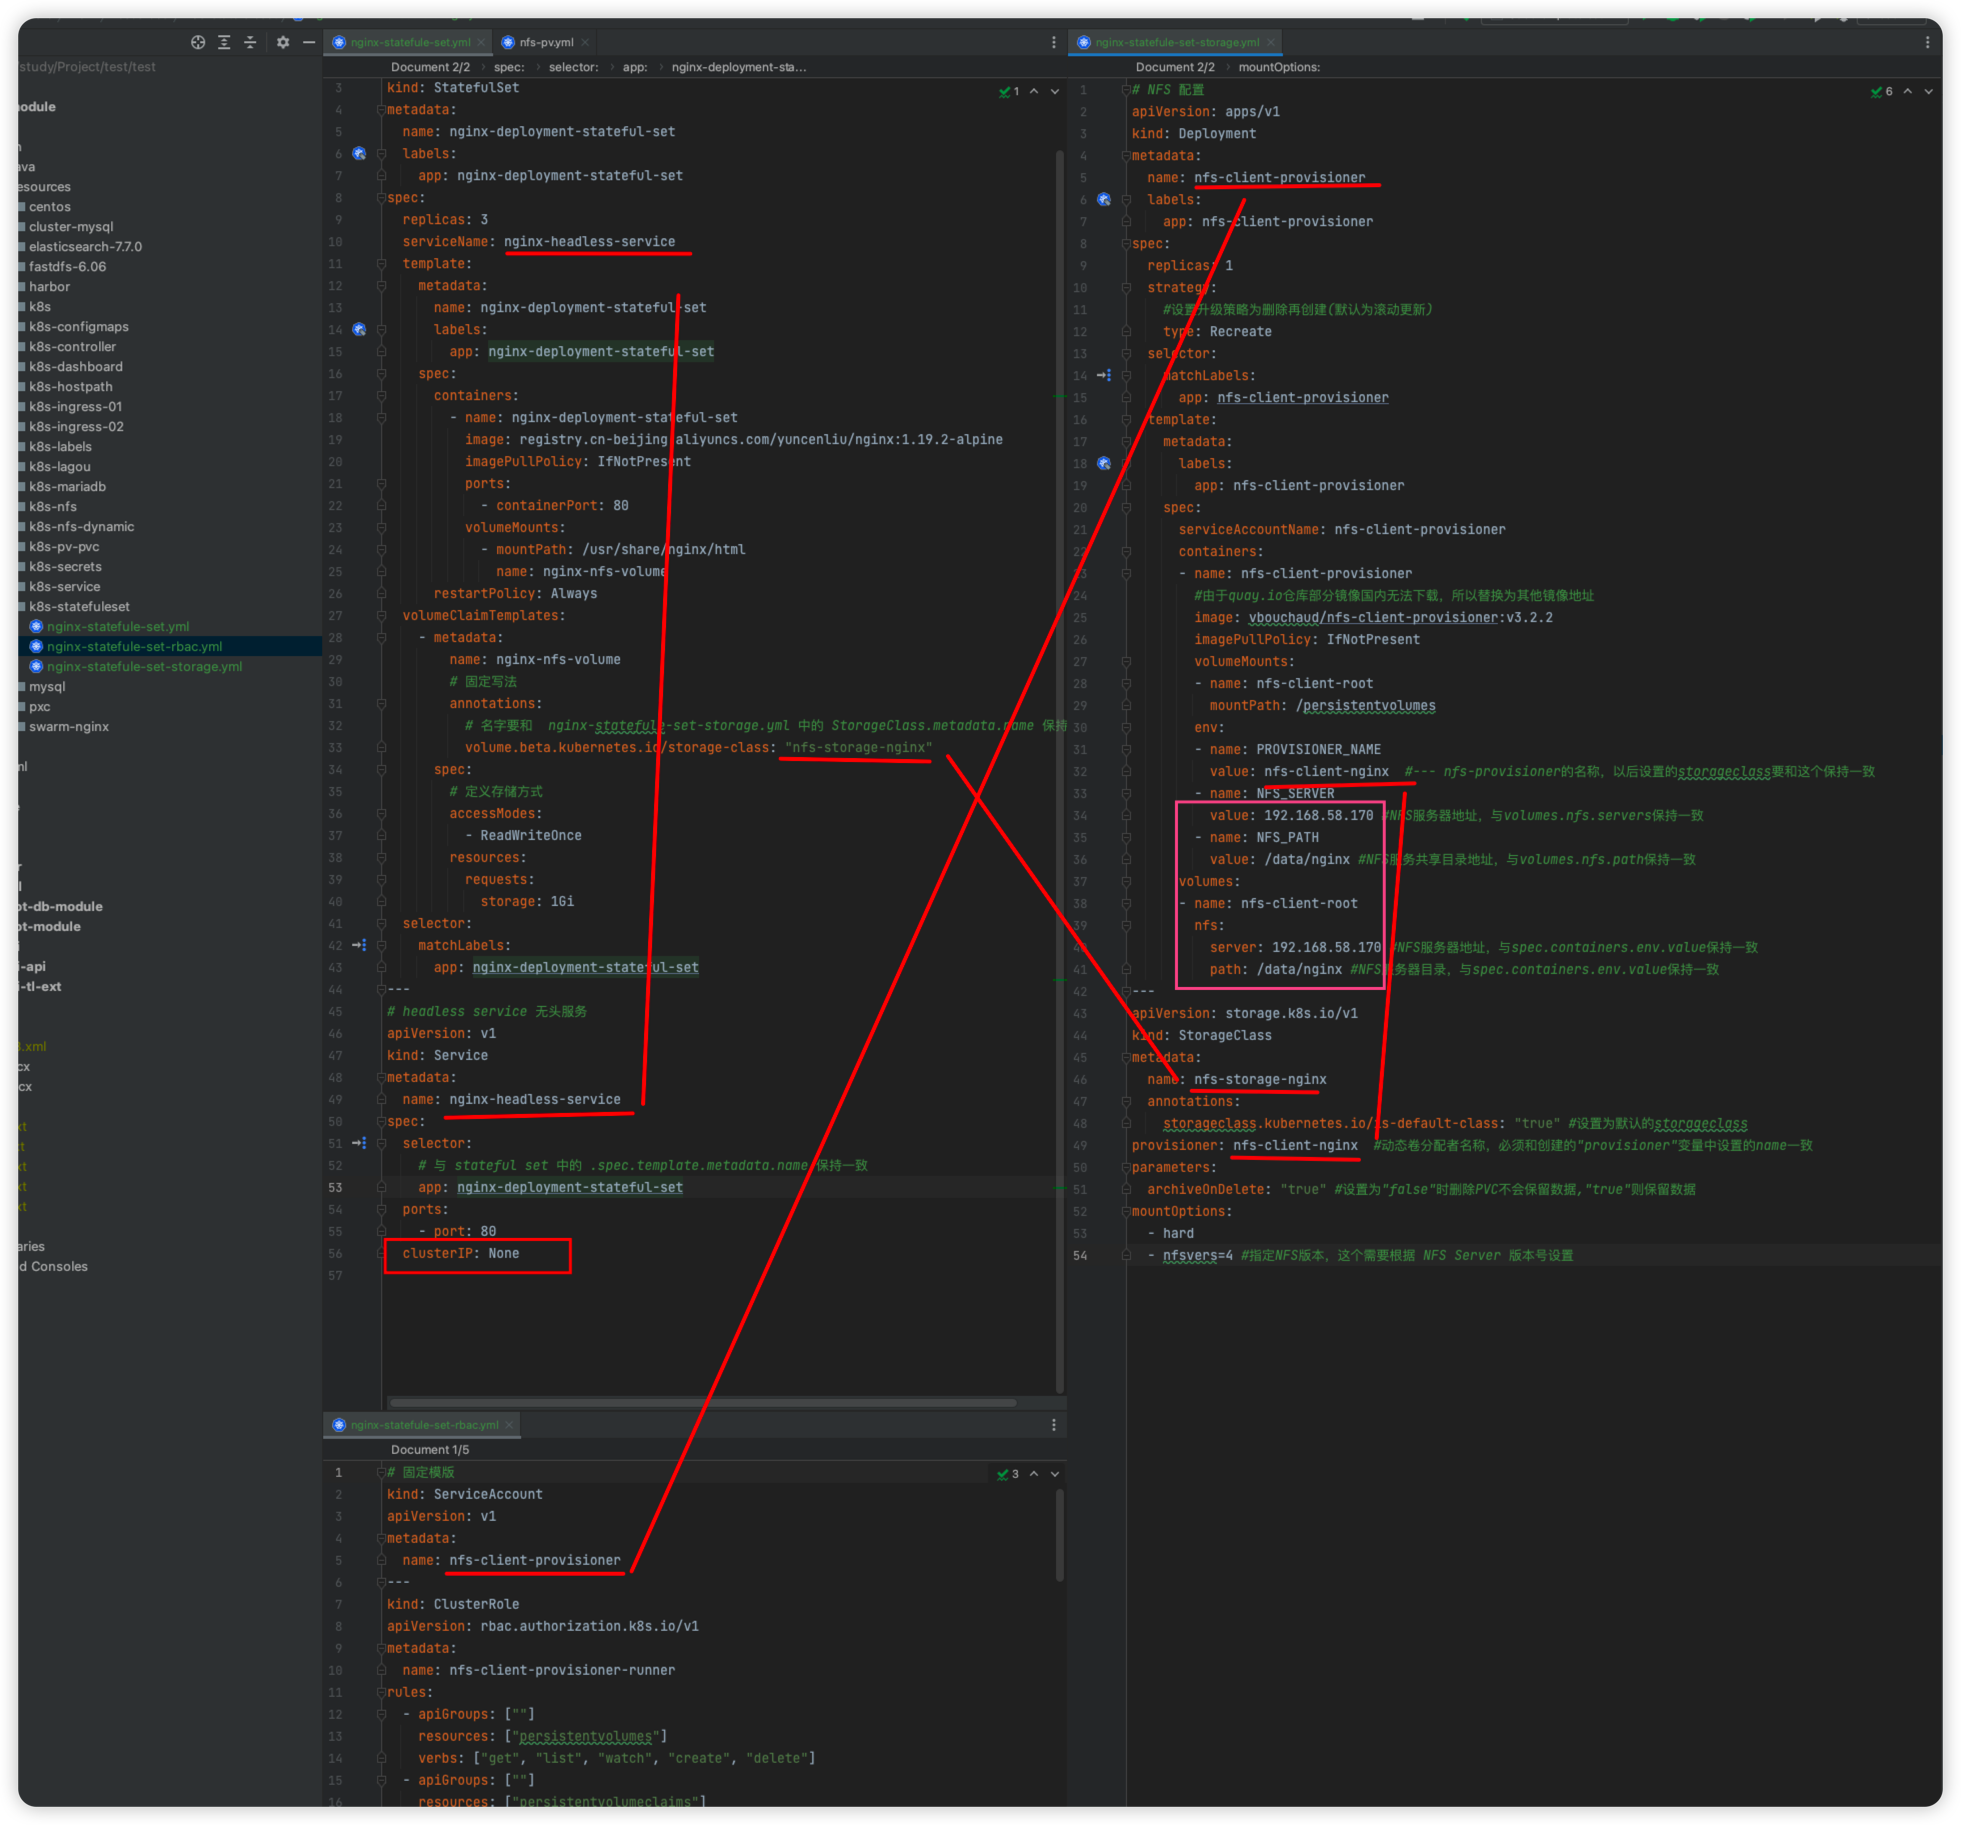 /study/Project/test/test
centos
cluster-mysql
elasticsearch-7.7.0
fastdfs-6.06
harbor
k8s
k8s-configmaps
k8s-controller
k8s-dashboard
k8s-hostpath
k8s-ingress-01
k8s-ingress-02
k8s-labels
k8s-lagou
k8s-mariadb
k8s-nfs
k8s-nfs-dynamic
k8s-pv-pvc
k8s-secrets
k8s-service
k8s-statefuleset
nginx-statefule-set.yml
nginx-statefule-set-rbac.yml
nginx-statefule-set-storage.yml
mysql
pxc
swarm-nginx
ot-db-module
ot-module
i-api
i-tl-ext
d Consoles
nginx-statefule-set.yml
nfs-pv.yml
Document 2/2 spec: selector: app: nginx-deployment-sta...
1
3 kind: StatefulSet
4 metadata:
5 name: nginx-deployment-stateful-set
6 labels:
7 app: nginx-deployment-stateful-set
8 spec:
9 replicas: 3
10 serviceName: nginx-headless-service
11 template:
12 metadata:
13 name: nginx-deployment-stateful-set
14 labels:
15 app: nginx-deployment-stateful-set
16 spec:
17 containers:
18 - name: nginx-deployment-stateful-set
19 image: registry.cn-beijing.aliyuncs.com/yuncenliu/nginx:1.19.2-alpine
20 imagePullPolicy: IfNotPresent
21 ports:
22 - containerPort: 80
23 volumeMounts:
24 - mountPath: /usr/share/nginx/html
25 name: nginx-nfs-volume
26 restartPolicy: Always
27 volumeClaimTemplates:
28 - metadata:
29 name: nginx-nfs-volume
30 # 固定写法
31 annotations:
32 # 名字要和 nginx-statefule-set-storage.yml 中的 StorageClass.metadata.name 保持
33 volume.beta.kubernetes.io/storage-class: "nfs-storage-nginx"
34 spec:
35 # 定义存储方式
36 accessModes:
37 - ReadWriteOnce
38 resources:
39 requests:
40 storage: 1Gi
41 selector:
42 matchLabels:
43 app: nginx-deployment-stateful-set
44 ---
45 # headless service 无头服务
46 apiVersion: v1
47 kind: Service
48 metadata:
49 name: nginx-headless-service
50 spec:
51 selector:
52 # 与 stateful set 中的 .spec.template.metadata.name 保持一致
53 app: nginx-deployment-stateful-set
54 ports:
55 - port: 80
56 clusterIP: None
57
nginx-statefule-set-rbac.yml
Document 1/5
3
1 # 固定模版
2 kind: ServiceAccount
3 apiVersion: v1
4 metadata:
5 name: nfs-client-provisioner
6 ---
7 kind: ClusterRole
8 apiVersion: rbac.authorization.k8s.io/v1
9 metadata:
10 name: nfs-client-provisioner-runner
11 rules:
12 - apiGroups: [""]
13 resources: ["persistentvolumes"]
14 verbs: ["get", "list", "watch", "create", "delete"]
15 - apiGroups: [""]
16 resources: ["persistentvolumeclaims"]
nginx-statefule-set-storage.yml
Document 2/2 mountOptions:
6
1 # NFS 配置
2 apiVersion: apps/v1
3 kind: Deployment
4 metadata:
5 name: nfs-client-provisioner
6 labels:
7 app: nfs-client-provisioner
8 spec:
9 replicas: 1
10 strategy:
11 #设置升级策略为删除再创建(默认为滚动更新)
12 type: Recreate
13 selector:
14 matchLabels:
15 app: nfs-client-provisioner
16 template:
17 metadata:
18 labels:
19 app: nfs-client-provisioner
20 spec:
21 serviceAccountName: nfs-client-provisioner
22 containers:
23 - name: nfs-client-provisioner
24 #由于quay.io仓库部分镜像国内无法下载，所以替换为其他镜像地址
25 image: vbouchaud/nfs-client-provisioner:v3.2.2
26 imagePullPolicy: IfNotPresent
27 volumeMounts:
28 - name: nfs-client-root
29 mountPath: /persistentvolumes
30 env:
31 - name: PROVISIONER_NAME
32 value: nfs-client-nginx #--- nfs-provisioner的名称，以后设置的storageclass要和这个保持一致
33 - name: NFS_SERVER
34 value: 192.168.58.170 #NFS服务器地址，与volumes.nfs.servers保持一致
35 - name: NFS_PATH
36 value: /data/nginx #NFS服务共享目录地址，与volumes.nfs.path保持一致
37 volumes:
38 - name: nfs-client-root
39 nfs:
40 server: 192.168.58.170 #NFS服务器地址，与spec.containers.env.value保持一致
41 path: /data/nginx #NFS服务器目录，与spec.containers.env.value保持一致
42 ---
43 apiVersion: storage.k8s.io/v1
44 kind: StorageClass
45 metadata:
46 name: nfs-storage-nginx
47 annotations:
48 storageclass.kubernetes.io/is-default-class: "true" #设置为默认的storageclass
49 provisioner: nfs-client-nginx #动态卷分配者名称，必须和创建的"provisioner"变量中设置的name一致
50 parameters:
51 archiveOnDelete: "true" #设置为"false"时删除PVC不会保留数据,"true"则保留数据
52 mountOptions:
53 - hard
54 - nfsvers=4 #指定NFS版本，这个需要根据 NFS Server 版本号设置